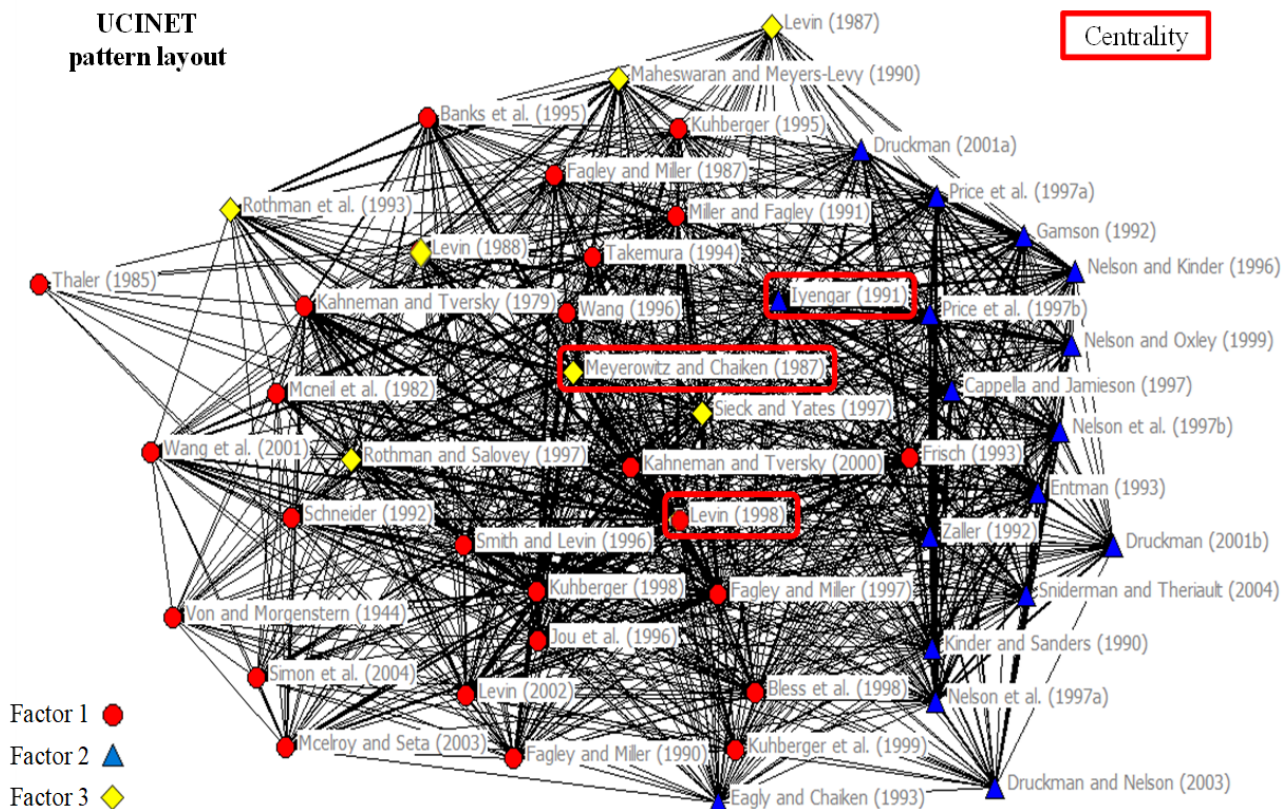 UCINET
pattern layout
Centrality
Levin (1987)
Maheswaran and Meyers-Levy (1990)
Banks et al. (1995)
Kuhberger (1995)
Druckman (2001a)
Fagley and Miller (1987)
Price et al. (1997a)
Rothman et al. (1993)
Miller and Fagley (1991)
Gamson (1992)
Levin (1988)
Takemura (1994)
Nelson and Kinder (1996)
Thaler (1985)
Kahneman and Tversky (1979)
Wang (1996)
Iyengar (1991)
Price et al. (1997b)
Nelson and Oxley (1999)
Meyerowitz and Chaiken (1987)
Mcneil et al. (1982)
Cappella and Jamieson (1997)
Sieck and Yates (1997)
Nelson et al. (1997b)
Wang et al. (2001)
Rothman and Salovey (1997)
Kahneman and Tversky (2000)
Frisch (1993)
Entman (1993)
Schneider (1992)
Levin (1998)
Zaller (1992)
Druckman (2001b)
Smith and Levin (1996)
Kuhberger (1998)
Fagley and Miller (1997)
Sniderman and Theriault (2004)
Von and Morgenstern (1944)
Jou et al. (1996)
Kinder and Sanders (1990)
Simon et al. (2004)
Levin (2002)
Bless et al. (1998)
Nelson et al. (1997a)
Mcelroy and Seta (2003)
Fagley and Miller (1990)
Kuhberger et al. (1999)
Druckman and Nelson (2003)
Eagly and Chaiken (1993)
Factor 1
Factor 2
Factor 3